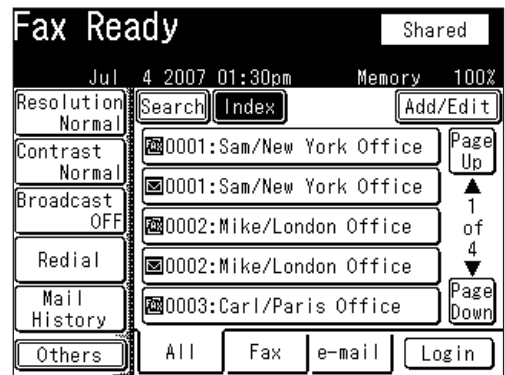 Fax Ready
Shared
Jul 4 2007 01:30pm Memory 100%
Resolution
Normal
Contrast
Normal
Broadcast
OFF
Redial
Mail
History
Others
Search Index Add/Edit
FAX 0001:Sam/New York Office
0001:Sam/New York Office
FAX 0002:Mike/London Office
0002:Mike/London Office
FAX 0003:Carl/Paris Office
Page
Up
1
of
4
Page
Down
All Fax e-mail Login